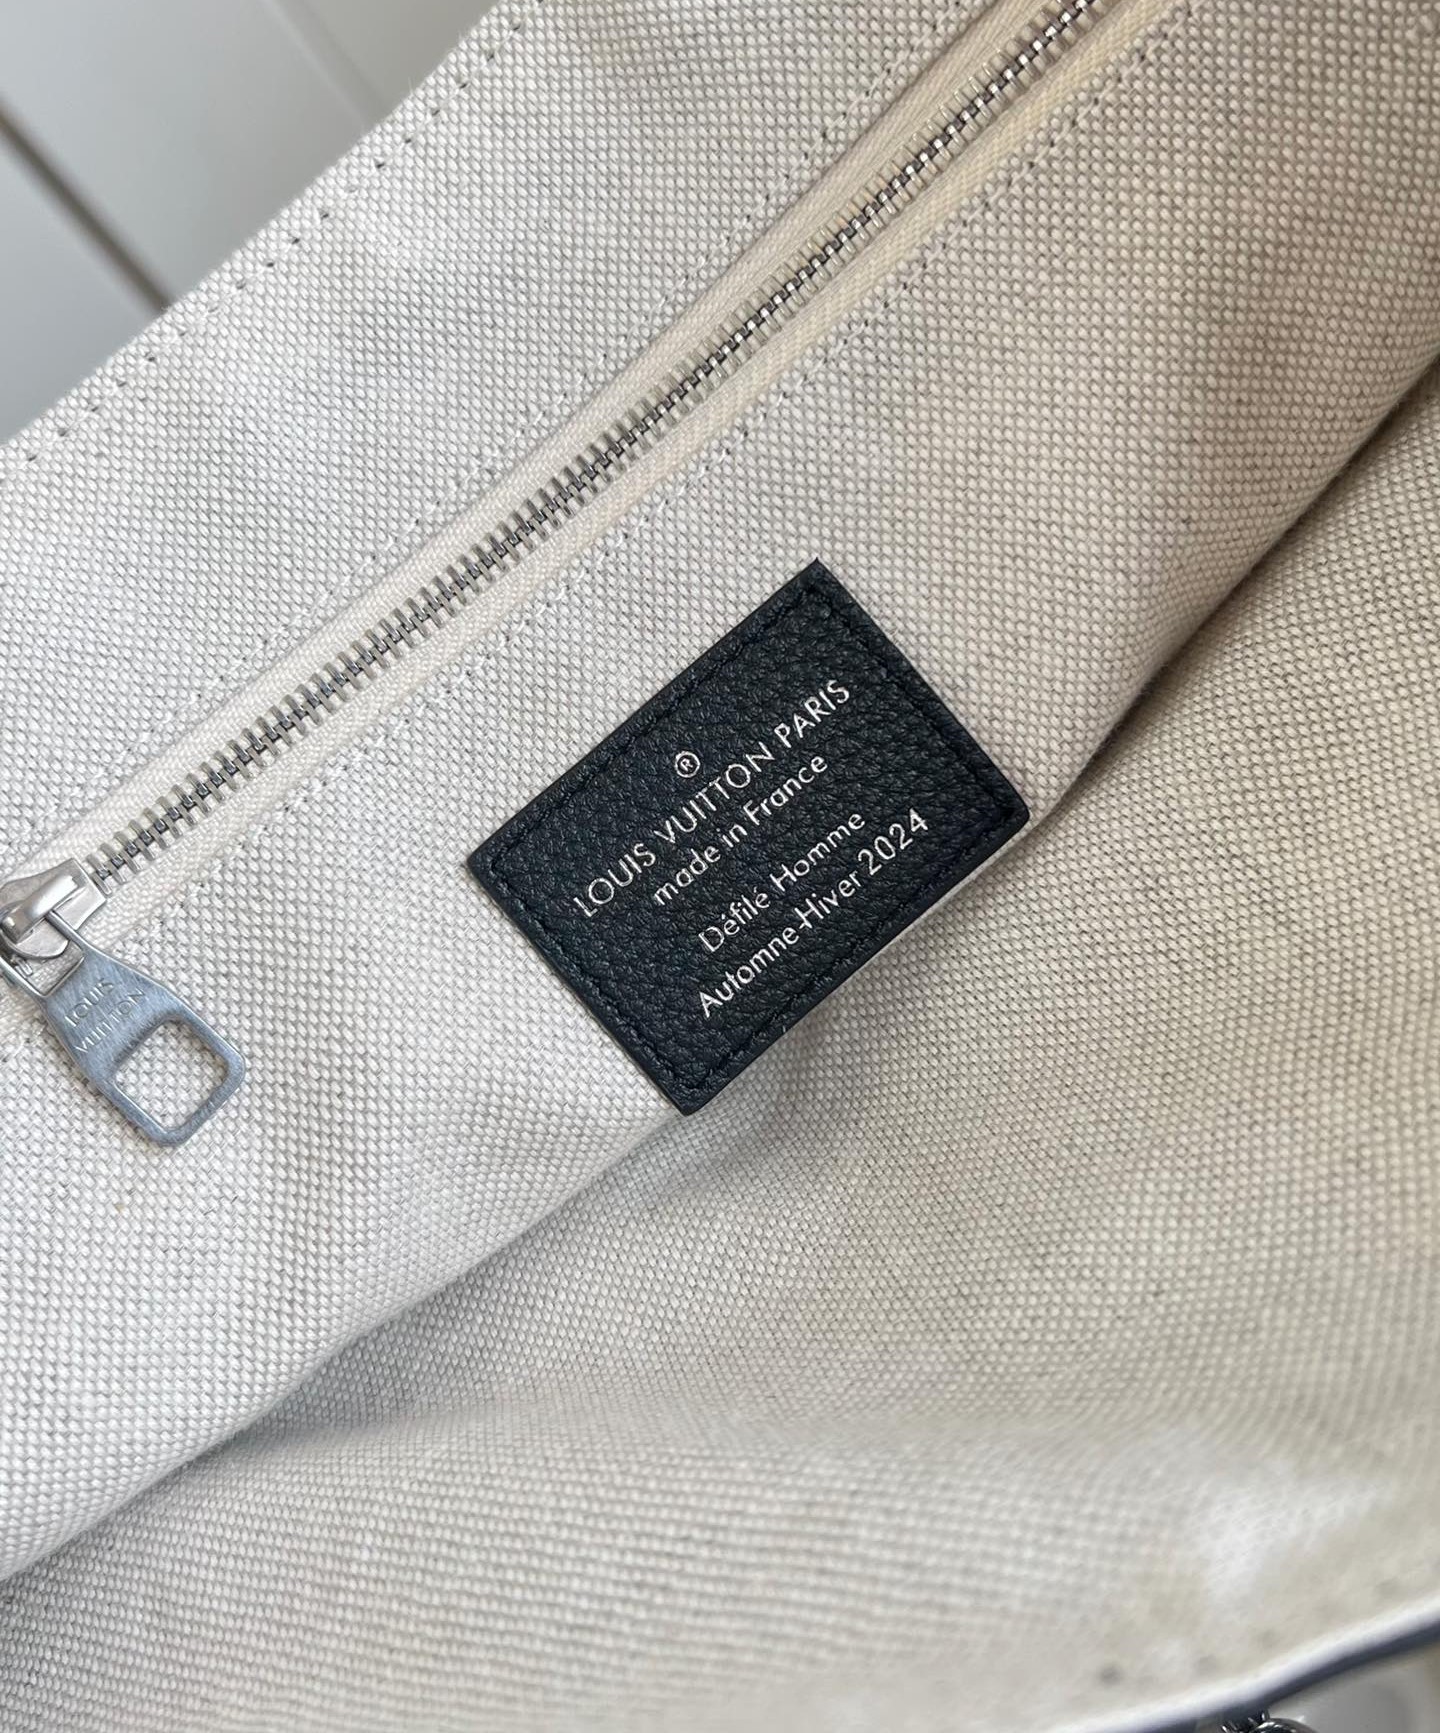 ®
LOUIS VUITTON PARIS
made in France
Défilé Homme
Automne-Hiver 2024
LOUIS
VUITTON